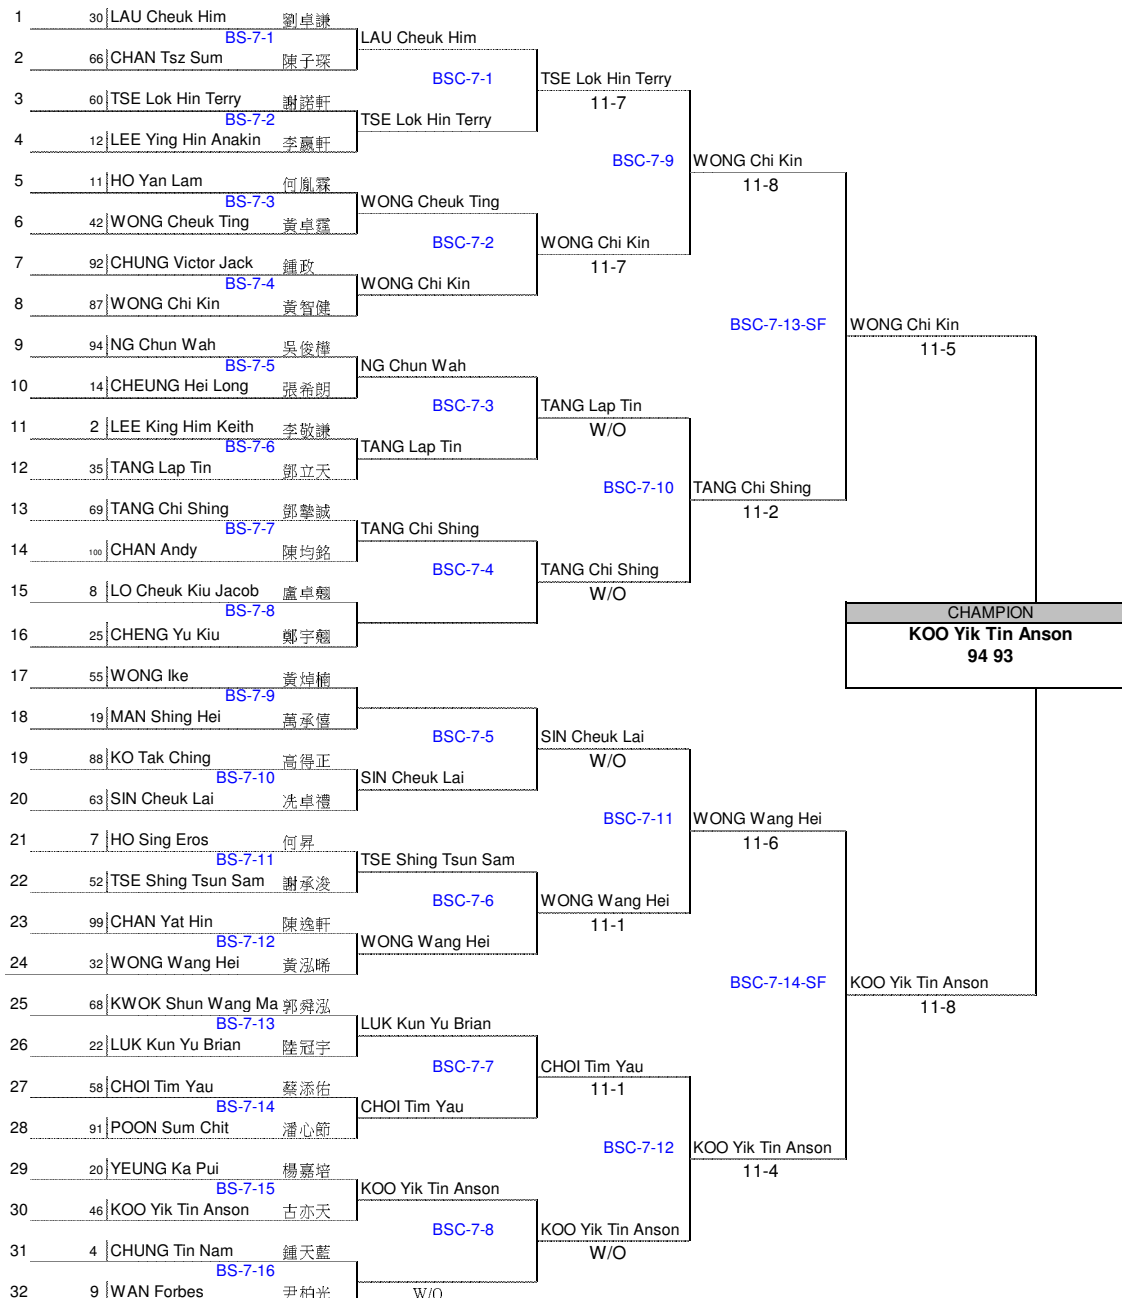 1 30 LAU Cheuk Him 劉卓謙
BS-7-1 LAU Cheuk Him
2 66 CHAN Tsz Sum 陳子琛
BSC-7-1 TSE Lok Hin Terry
3 60 TSE Lok Hin Terry 謝諾軒 11-7
BS-7-2 TSE Lok Hin Terry
4 12 LEE Ying Hin Anakin 李贏軒
BSC-7-9 WONG Chi Kin
5 11 HO Yan Lam 何胤霖 11-8
BS-7-3 WONG Cheuk Ting
6 42 WONG Cheuk Ting 黃卓霆
BSC-7-2 WONG Chi Kin
7 92 CHUNG Victor Jack 鍾政 11-7
BS-7-4 WONG Chi Kin
8 87 WONG Chi Kin 黃智健
BSC-7-13-SF WONG Chi Kin
9 94 NG Chun Wah 吳俊樺 11-5
BS-7-5 NG Chun Wah
10 14 CHEUNG Hei Long 張希朗
BSC-7-3 TANG Lap Tin
11 2 LEE King Him Keith 李敬謙 W/O
BS-7-6 TANG Lap Tin
12 35 TANG Lap Tin 鄧立天
BSC-7-10 TANG Chi Shing
13 69 TANG Chi Shing 鄧摯誠 11-2
BS-7-7 TANG Chi Shing
14 100 CHAN Andy 陳均銘
BSC-7-4 TANG Chi Shing
15 8 LO Cheuk Kiu Jacob 盧卓翹 W/O
BS-7-8 CHAMPION
16 25 CHENG Yu Kiu 鄭宇翹 KOO Yik Tin Anson
94 93
17 55 WONG Ike 黃焯楠
BS-7-9
18 19 MAN Shing Hei 萬承僖
BSC-7-5 SIN Cheuk Lai
19 88 KO Tak Ching 高得正 W/O
BS-7-10 SIN Cheuk Lai
20 63 SIN Cheuk Lai 冼卓禮
BSC-7-11 WONG Wang Hei
21 7 HO Sing Eros 何昇 11-6
BS-7-11 TSE Shing Tsun Sam
22 52 TSE Shing Tsun Sam 謝承浚
BSC-7-6 WONG Wang Hei
23 99 CHAN Yat Hin 陳逸軒 11-1
BS-7-12 WONG Wang Hei
24 32 WONG Wang Hei 黃泓晞
BSC-7-14-SF KOO Yik Tin Anson
25 68 KWOK Shun Wang Ma 郭舜泓 11-8
BS-7-13 LUK Kun Yu Brian
26 22 LUK Kun Yu Brian 陸冠宇
BSC-7-7 CHOI Tim Yau
27 58 CHOI Tim Yau 蔡添佑 11-1
BS-7-14 CHOI Tim Yau
28 91 POON Sum Chit 潘心節
BSC-7-12 KOO Yik Tin Anson
29 20 YEUNG Ka Pui 楊嘉培 11-4
BS-7-15 KOO Yik Tin Anson
30 46 KOO Yik Tin Anson 古亦天
BSC-7-8 KOO Yik Tin Anson
31 4 CHUNG Tin Nam 鍾天藍 W/O
BS-7-16
32 9 WAN Forbes 尹柏光 W/O